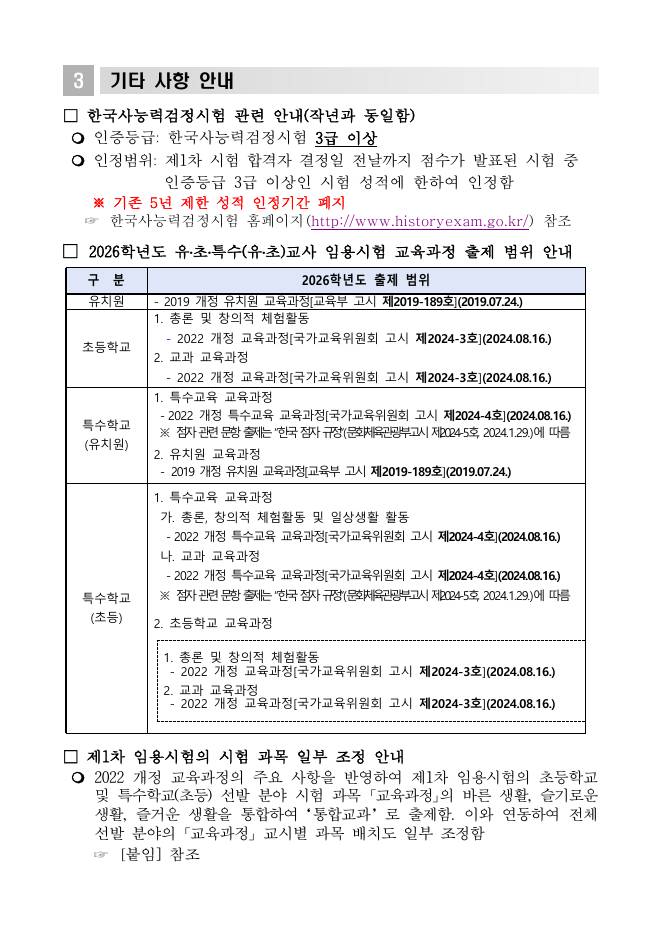 3 기타 사항 안내
□ 한국사능력검정시험 관련 안내(작년과 동일함)
❍ 인증등급: 한국사능력검정시험 3급 이상
❍ 인정범위: 제1차 시험 합격자 결정일 전날까지 점수가 발표된 시험 중
인증등급 3급 이상인 시험 성적에 한하여 인정함
※ 기존 5년 제한 성적 인정기간 폐지
☞ 한국사능력검정시험 홈페이지(http://www.historyexam.go.kr/) 참조
□ 2026학년도 유·초·특수(유·초)교사 임용시험 교육과정 출제 범위 안내
구 분 2026학년도 출제 범위
유치원 - 2019 개정 유치원 교육과정[교육부 고시 제2019-189호](2019.07.24.)
초등학교
1. 총론 및 창의적 체험활동
- 2022 개정 교육과정[국가교육위원회 고시 제2024-3호](2024.08.16.)
2. 교과 교육과정
- 2022 개정 교육과정[국가교육위원회 고시 제2024-3호](2024.08.16.)
특수학교
(유치원)
1. 특수교육 교육과정
- 2022 개정 특수교육 교육과정[국가교육위원회 고시 제2024-4호](2024.08.16.)
※ 점자 관련 문항 출제는 "한국 점자 규정"(문화체육관광부고시 제2024-5호, 2024.1.29.)에 따름
2. 유치원 교육과정
- 2019 개정 유치원 교육과정[교육부 고시 제2019-189호](2019.07.24.)
특수학교
(초등)
1. 특수교육 교육과정
가. 총론, 창의적 체험활동 및 일상생활 활동
- 2022 개정 특수교육 교육과정[국가교육위원회 고시 제2024-4호](2024.08.16.)
나. 교과 교육과정
- 2022 개정 특수교육 교육과정[국가교육위원회 고시 제2024-4호](2024.08.16.)
※ 점자 관련 문항 출제는 "한국 점자 규정"(문화체육관광부고시 제2024-5호, 2024.1.29.)에 따름
2. 초등학교 교육과정
1. 총론 및 창의적 체험활동
- 2022 개정 교육과정[국가교육위원회 고시 제2024-3호](2024.08.16.)
2. 교과 교육과정
- 2022 개정 교육과정[국가교육위원회 고시 제2024-3호](2024.08.16.)
□ 제1차 임용시험의 시험 과목 일부 조정 안내
❍ 2022 개정 교육과정의 주요 사항을 반영하여 제1차 임용시험의 초등학교
및 특수학교(초등) 선발 분야 시험 과목 「교육과정」의 바른 생활, 슬기로운
생활, 즐거운 생활을 통합하여 '통합교과' 로 출제함. 이와 연동하여 전체
선발 분야의 「교육과정」 교시별 과목 배치도 일부 조정함
☞ [붙임] 참조